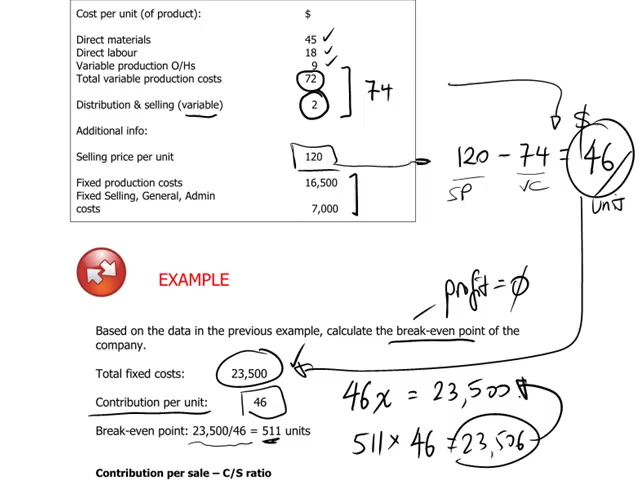 Cost per unit (of product): $
Direct materials 45
Direct labour 18
Variable production O/Hs 9
Total variable production costs 72
74
Distribution & selling (variable) 2
Additional info:
$
Selling price per unit 120
120 - 74 = 46
SP VC unit
Fixed production costs 16,500
Fixed Selling, General, Admin
costs 7,000
EXAMPLE
profit = 0
Based on the data in the previous example, calculate the break-even point of the
company.
Total fixed costs: 23,500
Contribution per unit: 46
46x = 23,500
Break-even point: 23,500/46 = 511 units
511 × 46 = 23,506
Contribution per sale – C/S ratio